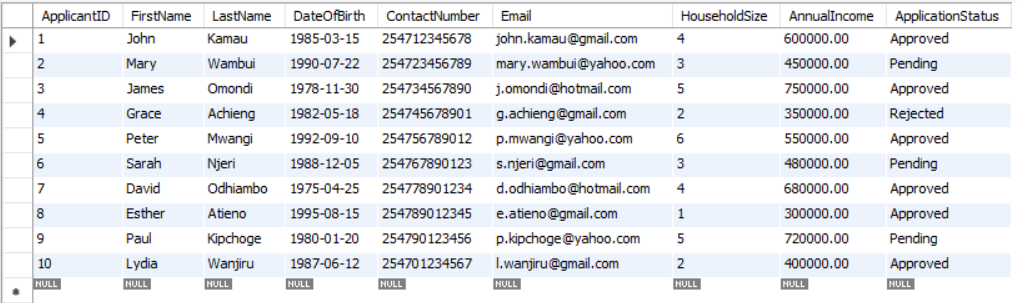 ApplicantID FirstName LastName DateOfBirth ContactNumber Email HouseholdSize AnnualIncome ApplicationStatus
1 John Kamau 1985-03-15 254712345678 john.kamau@gmail.com 4 600000.00 Approved
2 Mary Wambui 1990-07-22 254723456789 mary.wambui@yahoo.com 3 450000.00 Pending
3 James Omondi 1978-11-30 254734567890 j.omondi@hotmail.com 5 750000.00 Approved
4 Grace Achieng 1982-05-18 254745678901 g.achieng@gmail.com 2 350000.00 Rejected
5 Peter Mwangi 1992-09-10 254756789012 p.mwangi@yahoo.com 6 550000.00 Approved
6 Sarah Njeri 1988-12-05 254767890123 s.njeri@gmail.com 3 480000.00 Pending
7 David Odhiambo 1975-04-25 254778901234 d.odhiambo@hotmail.com 4 680000.00 Approved
8 Esther Atieno 1995-08-15 254789012345 e.atieno@gmail.com 1 300000.00 Approved
9 Paul Kipchoge 1980-01-20 254790123456 p.kipchoge@yahoo.com 5 720000.00 Pending
10 Lydia Wanjiru 1987-06-12 254701234567 l.wanjiru@gmail.com 2 400000.00 Approved
NULL NULL NULL NULL NULL NULL NULL NULL NULL